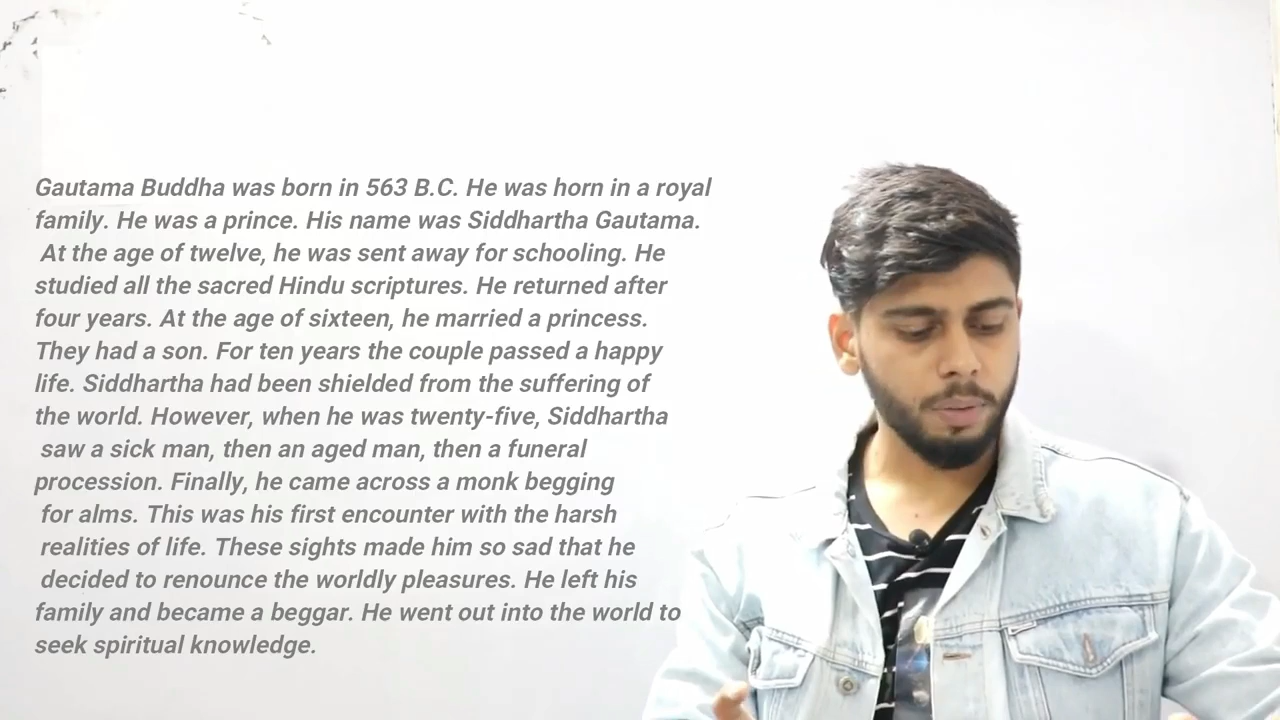 Gautama Buddha was born in 563 B.C. He was horn in a royal
family. He was a prince. His name was Siddhartha Gautama.
At the age of twelve, he was sent away for schooling. He
studied all the sacred Hindu scriptures. He returned after
four years. At the age of sixteen, he married a princess.
They had a son. For ten years the couple passed a happy
life. Siddhartha had been shielded from the suffering of
the world. However, when he was twenty-five, Siddhartha
saw a sick man, then an aged man, then a funeral
procession. Finally, he came across a monk begging
for alms. This was his first encounter with the harsh
realities of life. These sights made him so sad that he
decided to renounce the worldly pleasures. He left his
family and became a beggar. He went out into the world to
seek spiritual knowledge.